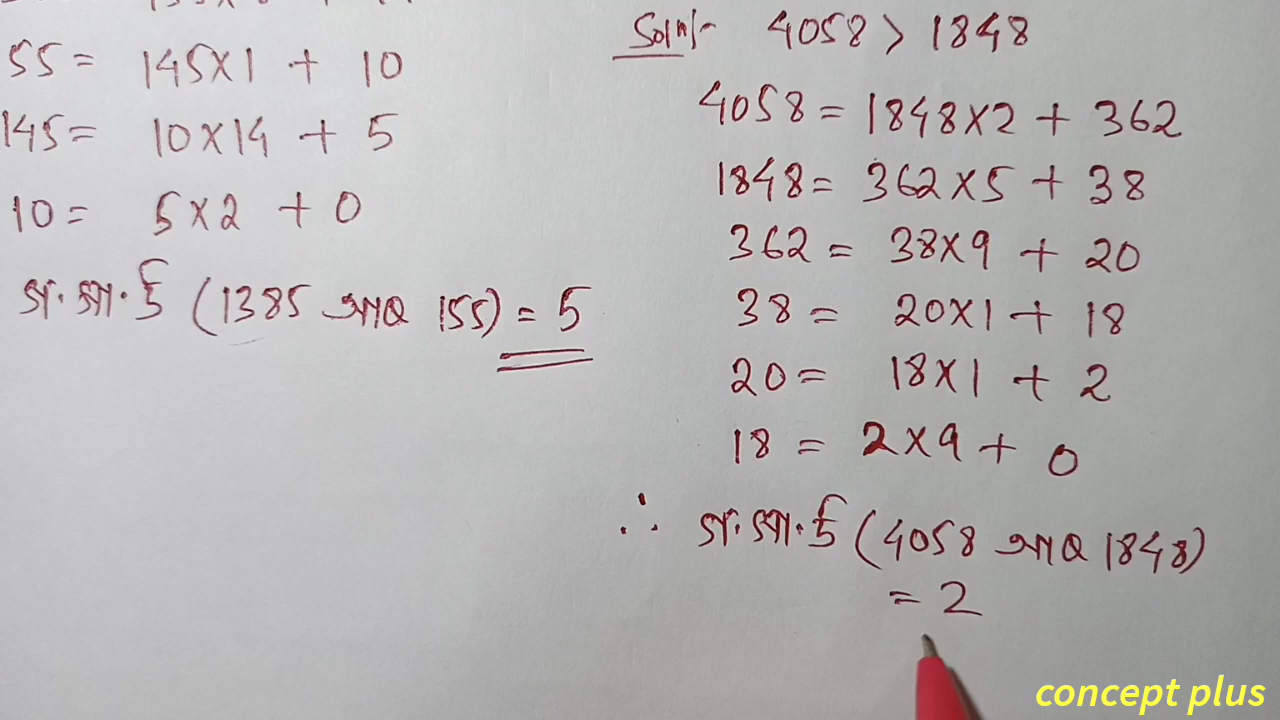 55 = 145×1 + 10
145 = 10×14 + 5
10 = 5×2 + 0
গ.সা.উ (1385 আৰু 155) = 5
Soln:- 4058 > 1848
4058 = 1848×2 + 362
1848 = 362×5 + 38
362 = 38×9 + 20
38 = 20×1 + 18
20 = 18×1 + 2
18 = 2×9 + 0
∴ গ.সা.উ (4058 আৰু 1848)
= 2
concept plus